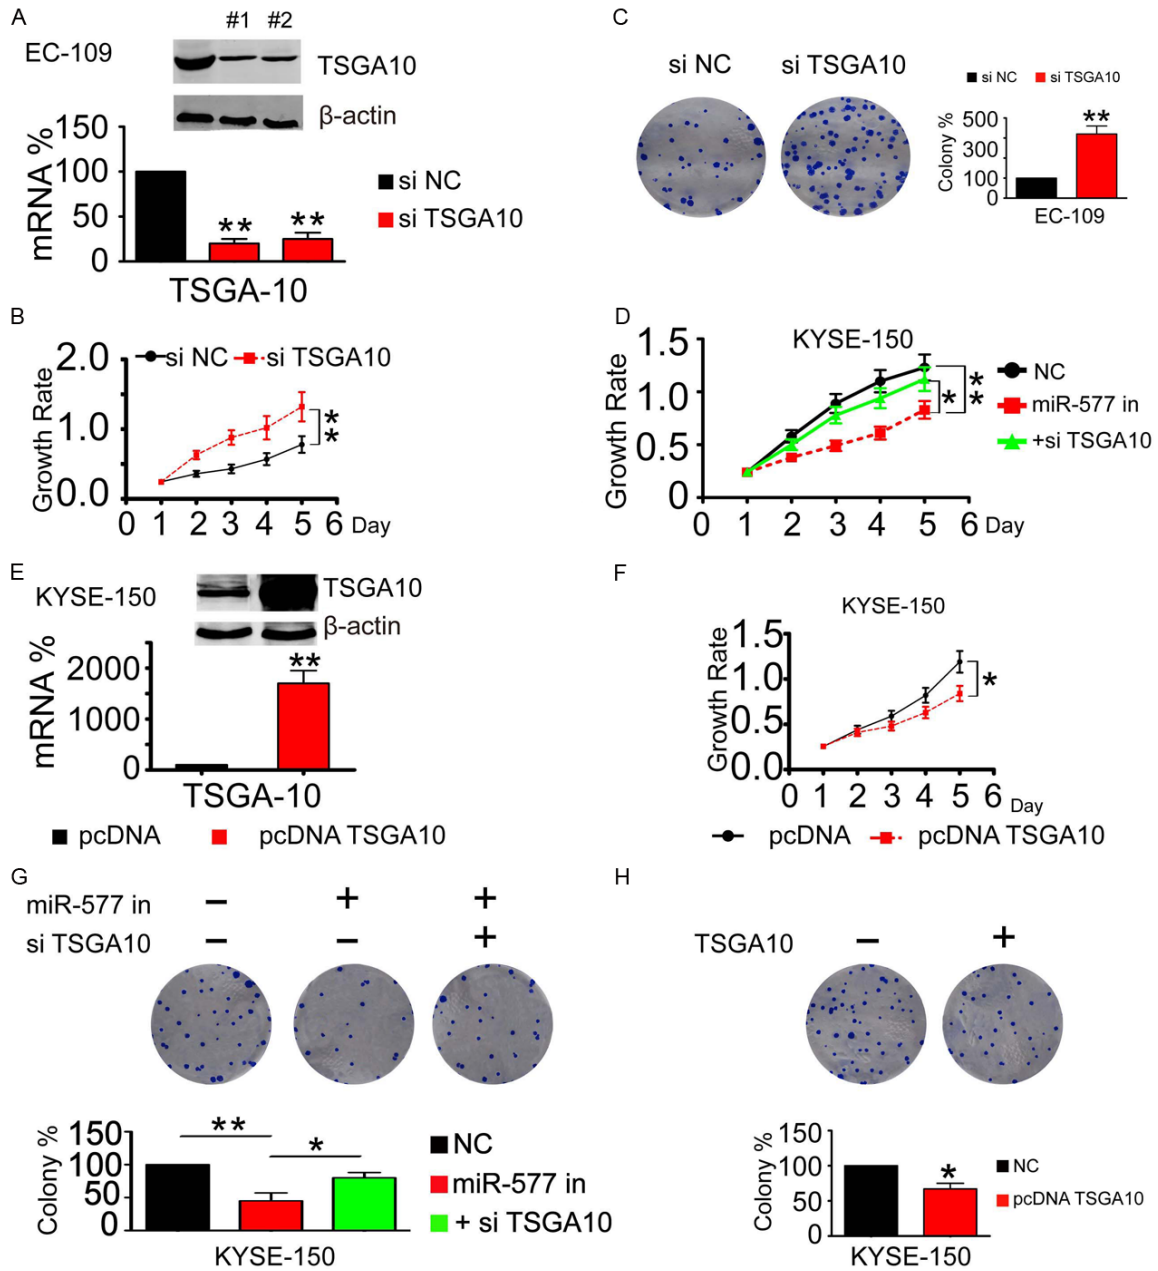 A
#1 #2
EC-109
TSGA10
β-actin
mRNA %
150
100
50
0
** **
si NC
si TSGA10
TSGA-10
C
si NC si TSGA10
si NC si TSGA10
Colony %
500
300
100
0
**
EC-109
B
si NC si TSGA10
Growth Rate
2.0
1.0
0.0
**
0 1 2 3 4 5 6 Day
D
KYSE-150
Growth Rate
1.5
1.0
0.5
0
* **
NC
miR-577 in
+si TSGA10
0 1 2 3 4 5 6 Day
E
KYSE-150
TSGA10
β-actin
mRNA %
2000
1000
0
**
TSGA-10
pcDNA pcDNA TSGA10
F
KYSE-150
Growth Rate
1.5
1.0
0.5
0.0
*
0 1 2 3 4 5 6 Day
pcDNA pcDNA TSGA10
G
miR-577 in − + +
si TSGA10 − − +
Colony %
150
100
50
0
** *
NC
miR-577 in
+ si TSGA10
KYSE-150
H
TSGA10 − +
Colony %
150
100
50
0
*
NC
pcDNA TSGA10
KYSE-150